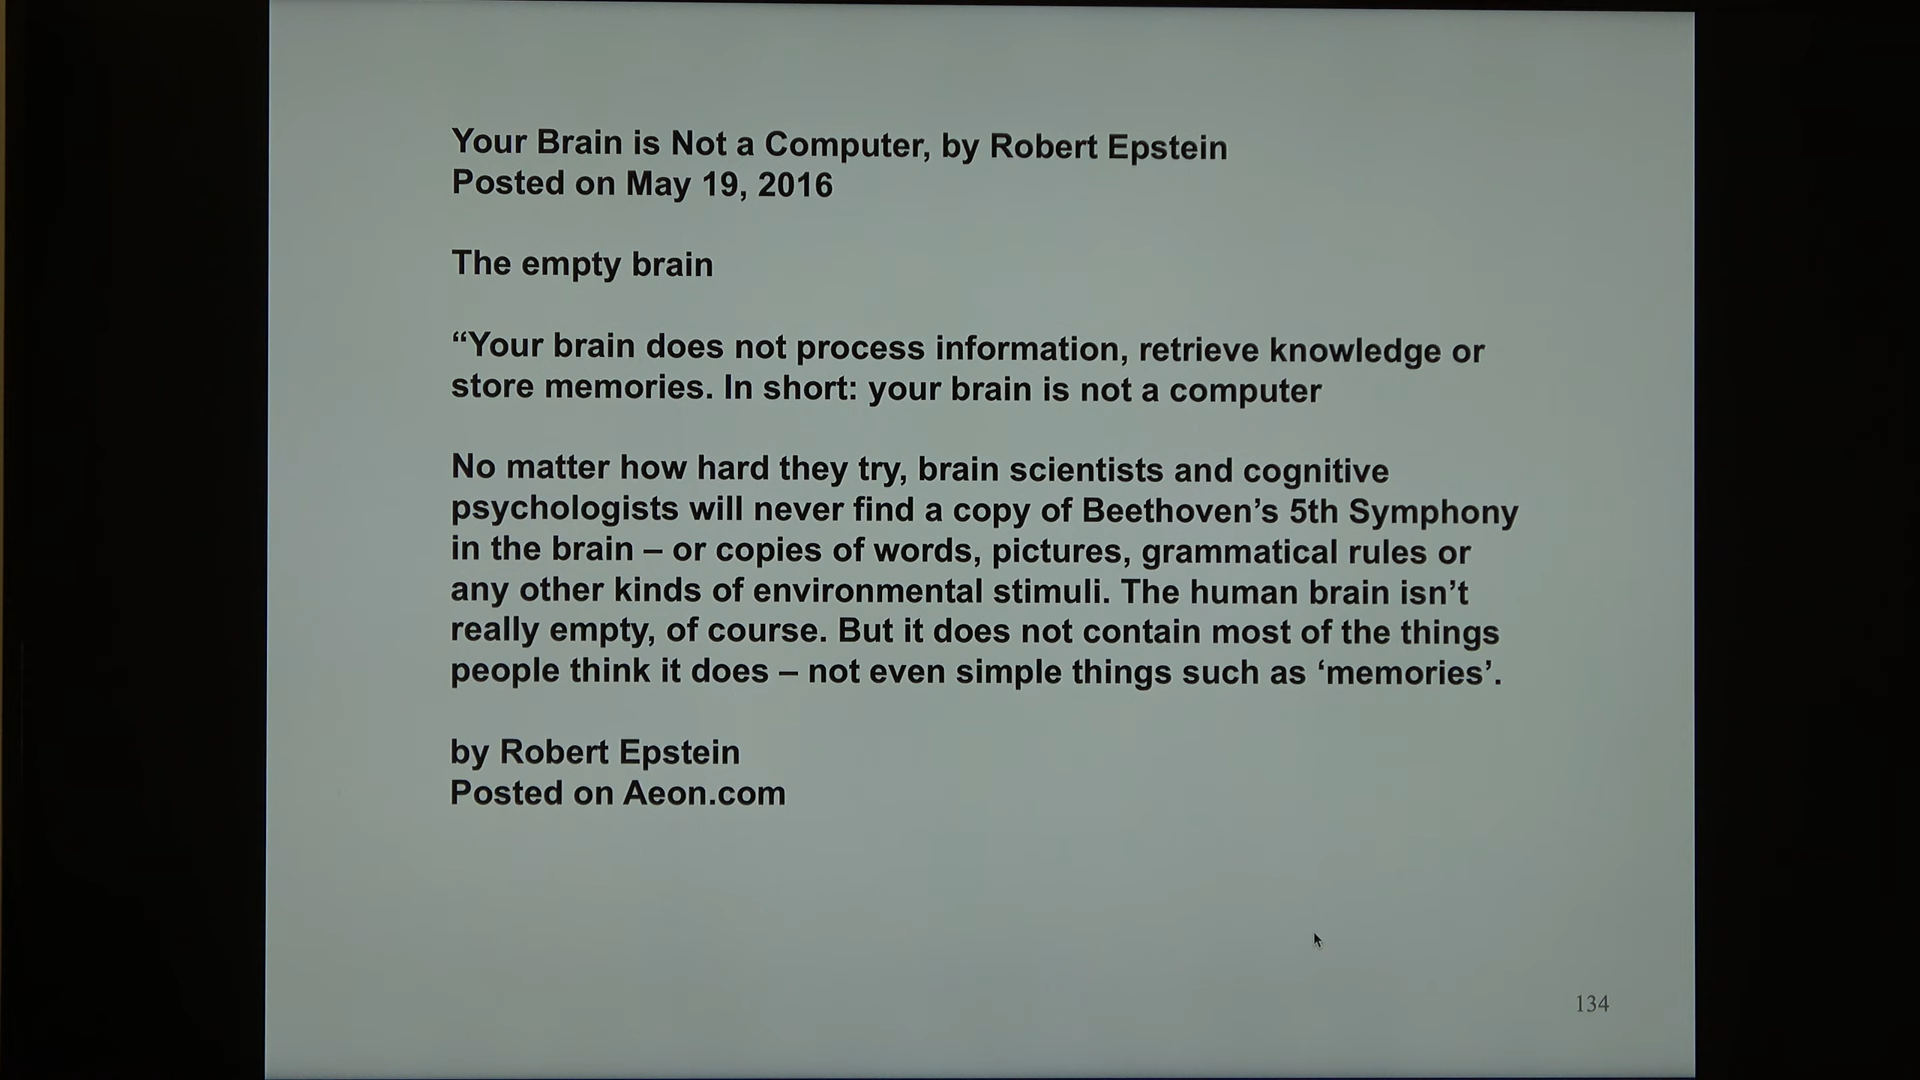 Your Brain is Not a Computer, by Robert Epstein
Posted on May 19, 2016
The empty brain
“Your brain does not process information, retrieve knowledge or
store memories. In short: your brain is not a computer
No matter how hard they try, brain scientists and cognitive
psychologists will never find a copy of Beethoven’s 5th Symphony
in the brain – or copies of words, pictures, grammatical rules or
any other kinds of environmental stimuli. The human brain isn’t
really empty, of course. But it does not contain most of the things
people think it does – not even simple things such as ‘memories’.
by Robert Epstein
Posted on Aeon.com
134